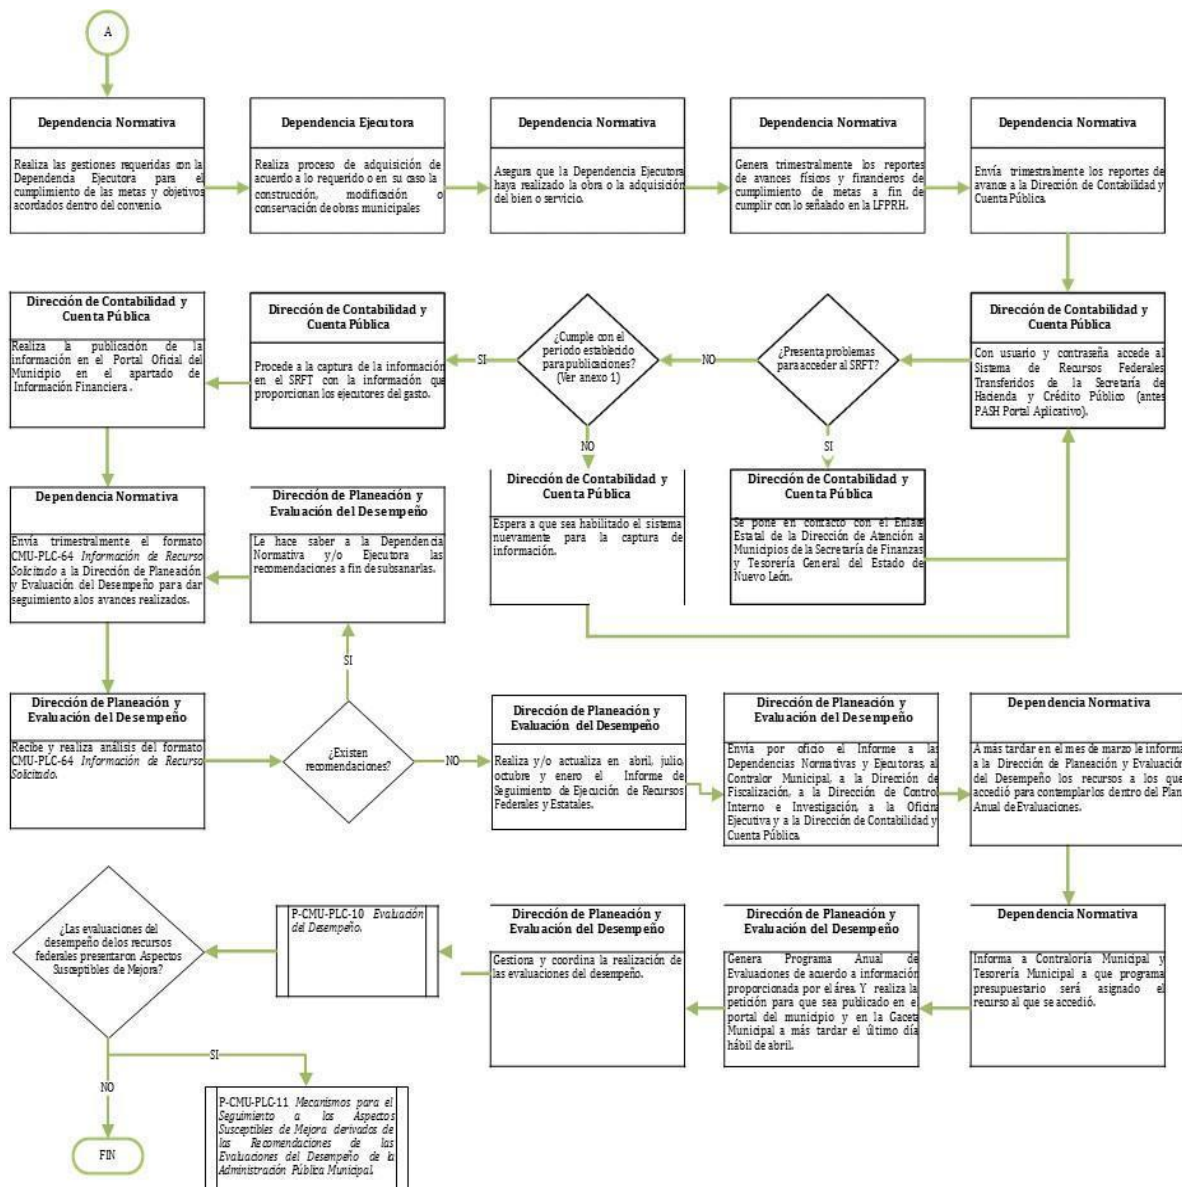 A
Dependencia Normativa
Realiza las gestiones requeridas con la
Dependencia Ejecutora para el
cumplimiento de las metas y objetivos
acordados dentro del convenio.
Dependencia Ejecutora
Realiza proceso de adquisición de
acuerdo a lo requerido o en su caso la
construcción, modificación o
conservación de obras municipales
Dependencia Normativa
Asegura que la Dependencia Ejecutora
haya realizado la obra o la adquisición
del bien o servicio.
Dependencia Normativa
Genera trimestralmente los reportes
de avances físicos y financieros de
cumplimiento de metas a fin de
cumplir con lo señalado en la LFPRH.
Dependencia Normativa
Envía trimestralmente los reportes de
avance a la Dirección de Contabilidad y
Cuenta Pública.
Dirección de Contabilidad y
Cuenta Pública
Con usuario y contraseña accede al
Sistema de Recursos Federales
Transferidos de la Secretaría de
Hacienda y Crédito Público (antes
PASH Portal Aplicativo).
¿Presenta problemas
para acceder al SRFT?
NO
SI
Dirección de Contabilidad y
Cuenta Pública
Se pone en contacto con el Enlace
Estatal de la Dirección de Atención a
Municipios de la Secretaría de Finanzas
y Tesorería General del Estado de
Nuevo León.
¿Cumple con el
periodo establecido
para publicaciones?
(Ver anexo 1)
SI
NO
Dirección de Contabilidad y
Cuenta Pública
Espera a que sea habilitado el sistema
nuevamente para la captura de
información.
Dirección de Contabilidad y
Cuenta Pública
Procede a la captura de la información
en el SRFT con la información que
proporcionan los ejecutores del gasto.
Dirección de Contabilidad y
Cuenta Pública
Realiza la publicación de la
información en el Portal Oficial del
Municipio en el apartado de
Información Financiera .
Dependencia Normativa
Envía trimestralmente el formato
CMU-PLC-64 Información de Recurso
Solicitado a la Dirección de Planeación
y Evaluación del Desempeño para dar
seguimiento alos avances realizados.
Dirección de Planeación y
Evaluación del Desempeño
Le hace saber a la Dependencia
Normativa y/o Ejecutora las
recomendaciones a fin de subsanarlas.
SI
Dirección de Planeación y
Evaluación del Desempeño
Recibe y realiza análisis del formato
CMU-PLC-64 Información de Recurso
Solicitado.
¿Existen
recomendaciones?
NO
Dirección de Planeación y
Evaluación del Desempeño
Realiza y/o actualiza en abril, julio,
octubre y enero el Informe de
Seguimiento de Ejecución de Recursos
Federales y Estatales.
Dirección de Planeación y
Evaluación del Desempeño
Envía por oficio el Informe a las
Dependencias Normativas y Ejecutoras, al
Contralor Municipal, a la Dirección de
Fiscalización, a la Dirección de Control
Interno e Investigación, a la Oficina
Ejecutiva y a la Dirección de Contabilidad y
Cuenta Pública.
Dependencia Normativa
A más tardar en el mes de marzo le informa
a la Dirección de Planeación y Evaluación
del Desempeño los recursos a los que
accedió para contemplarlos dentro del Plan
Anual de Evaluaciones.
Dependencia Normativa
Informa a Contraloría Municipal y
Tesorería Municipal a que programa
presupuestario será asignado el
recurso al que se accedió.
Dirección de Planeación y
Evaluación del Desempeño
Genera Programa Anual de
Evaluaciones de acuerdo a información
proporcionada por el área. Y realiza la
petición para que sea publicado en el
portal del municipio y en la Gaceta
Municipal a más tardar el último día
hábil de abril.
Dirección de Planeación y
Evaluación del Desempeño
Gestiona y coordina la realización de
las evaluaciones del desempeño.
P-CMU-PLC-10 Evaluación
del Desempeño.
¿Las evaluaciones del
desempeño de los recursos
federales presentaron Aspectos
Susceptibles de Mejora?
SI
NO
P-CMU-PLC-11 Mecanismos para el
Seguimiento a los Aspectos
Susceptibles de Mejora derivados de
las Recomendaciones de las
Evaluaciones del Desempeño de la
Administración Pública Municipal.
FIN